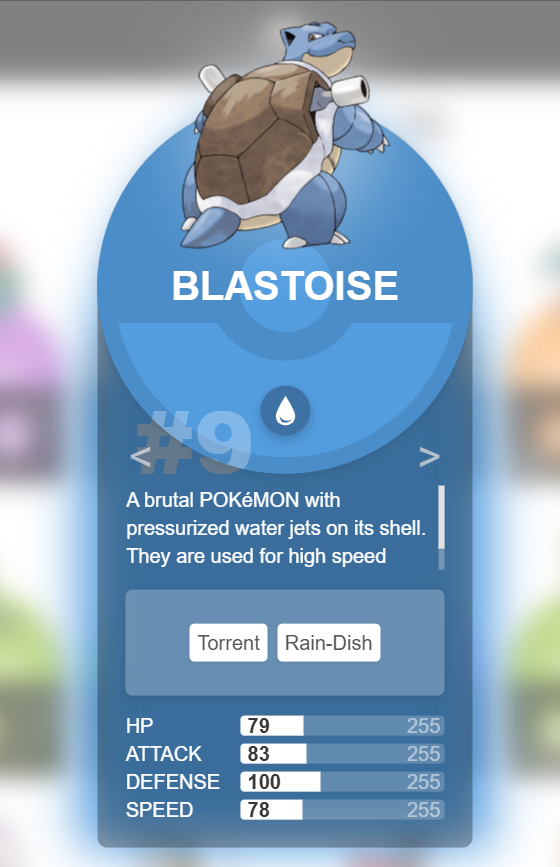 BLASTOISE
#9
< >
A brutal POKéMON with
pressurized water jets on its shell.
They are used for high speed
Torrent Rain-Dish
HP 79 255
ATTACK 83 255
DEFENSE 100 255
SPEED 78 255